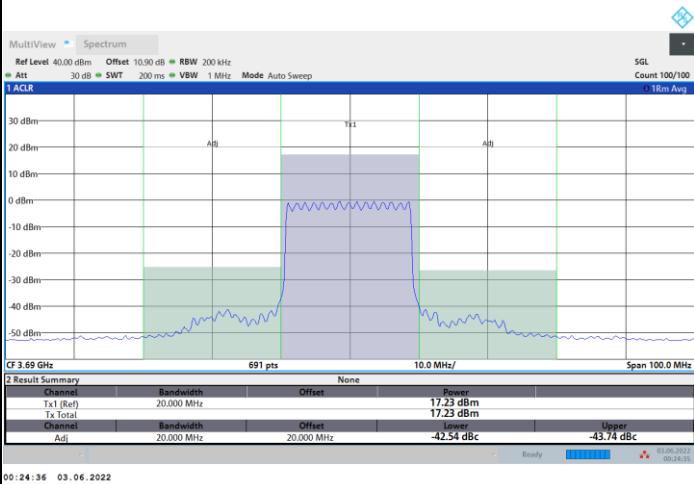 MultiView Spectrum
Ref Level 40.00 dBm Offset 10.90 dB RBW 200 kHz SGL
Att 30 dB SWT 200 ms VBW 1 MHz Mode Auto Sweep Count 100/100
1 ACLR 1Rm Avg
30 dBm
Tx1
20 dBm
Adj Adj
10 dBm
0 dBm
-10 dBm
-20 dBm
-30 dBm
-40 dBm
-50 dBm
CF 3.69 GHz 691 pts 10.0 MHz/ Span 100.0 MHz
2 Result Summary None
Channel Bandwidth Offset Power
Tx1 (Ref) 20.000 MHz 17.23 dBm
Tx Total 17.23 dBm
Channel Bandwidth Offset Lower Upper
Adj 20.000 MHz 20.000 MHz -42.54 dBc -43.74 dBc
Ready 03.06.2022
00:24:35
00:24:36 03.06.2022